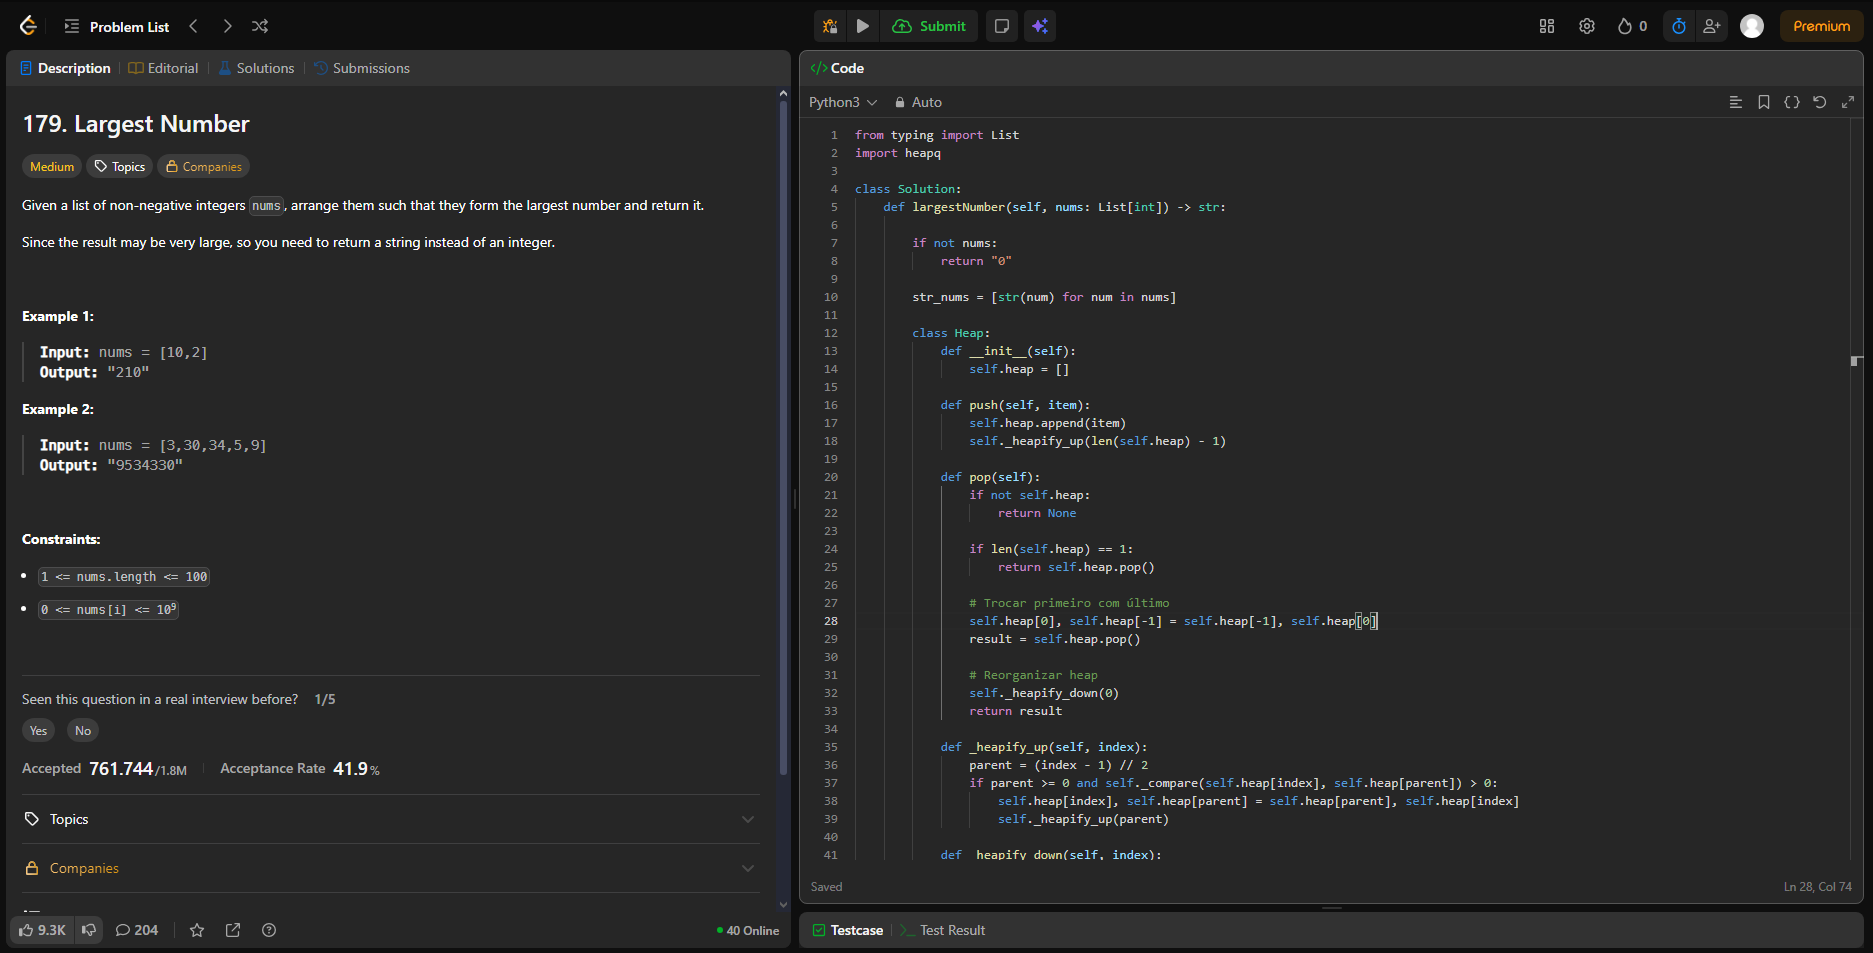 Problem List
Submit
0
Premium
Description
Editorial
Solutions
Submissions
179. Largest Number
Medium
Topics
Companies
Given a list of non-negative integers nums, arrange them such that they form the largest number and return it.
Since the result may be very large, so you need to return a string instead of an integer.
Example 1:
Input: nums = [10,2]
Output: "210"
Example 2:
Input: nums = [3,30,34,5,9]
Output: "9534330"
Constraints:
1 <= nums.length <= 100
0 <= nums[i] <= 10⁹
Seen this question in a real interview before? 1/5
Yes
No
Accepted 761.744/1.8M
Acceptance Rate 41.9%
Topics
Companies
9.3K
204
40 Online
</> Code
Python3
Auto
1 from typing import List
2 import heapq
3
4 class Solution:
5     def largestNumber(self, nums: List[int]) -> str:
6
7         if not nums:
8             return "0"
9
10         str_nums = [str(num) for num in nums]
11
12         class Heap:
13             def __init__(self):
14                 self.heap = []
15
16             def push(self, item):
17                 self.heap.append(item)
18                 self._heapify_up(len(self.heap) - 1)
19
20             def pop(self):
21                 if not self.heap:
22                     return None
23
24                 if len(self.heap) == 1:
25                     return self.heap.pop()
26
27                 # Trocar primeiro com último
28                 self.heap[0], self.heap[-1] = self.heap[-1], self.heap[0]
29                 result = self.heap.pop()
30
31                 # Reorganizar heap
32                 self._heapify_down(0)
33                 return result
34
35             def _heapify_up(self, index):
36                 parent = (index - 1) // 2
37                 if parent >= 0 and self._compare(self.heap[index], self.heap[parent]) > 0:
38                     self.heap[index], self.heap[parent] = self.heap[parent], self.heap[index]
39                     self._heapify_up(parent)
40
41             def _heapify_down(self, index):
Saved
Ln 28, Col 74
Testcase
Test Result